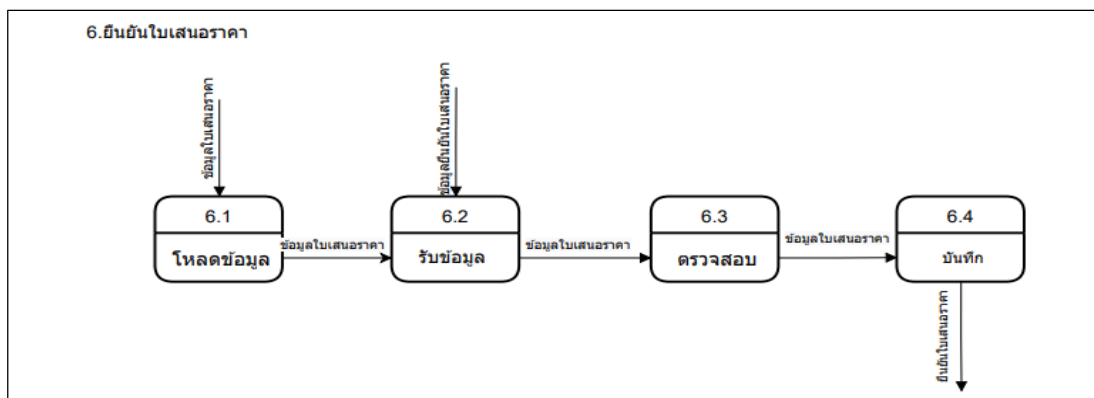 6.ยืนยันใบเสนอราคา
ข้อมูลใบเสนอราคา
ข้อมูลยืนยันใบเสนอราคา
6.1
โหลดข้อมูล
ข้อมูลใบเสนอราคา
6.2
รับข้อมูล
ข้อมูลใบเสนอราคา
6.3
ตรวจสอบ
ข้อมูลใบเสนอราคา
6.4
บันทึก
ยืนยันใบเสนอราคา